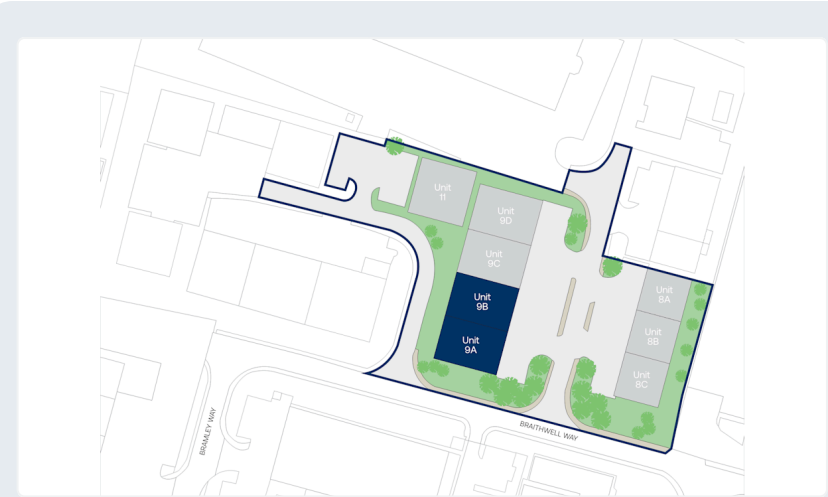 Unit
11
Unit
9D
Unit
9C
Unit
9B
Unit
9A
Unit
8A
Unit
8B
Unit
8C
BRAMLEY WAY
BRAITHWELL WAY